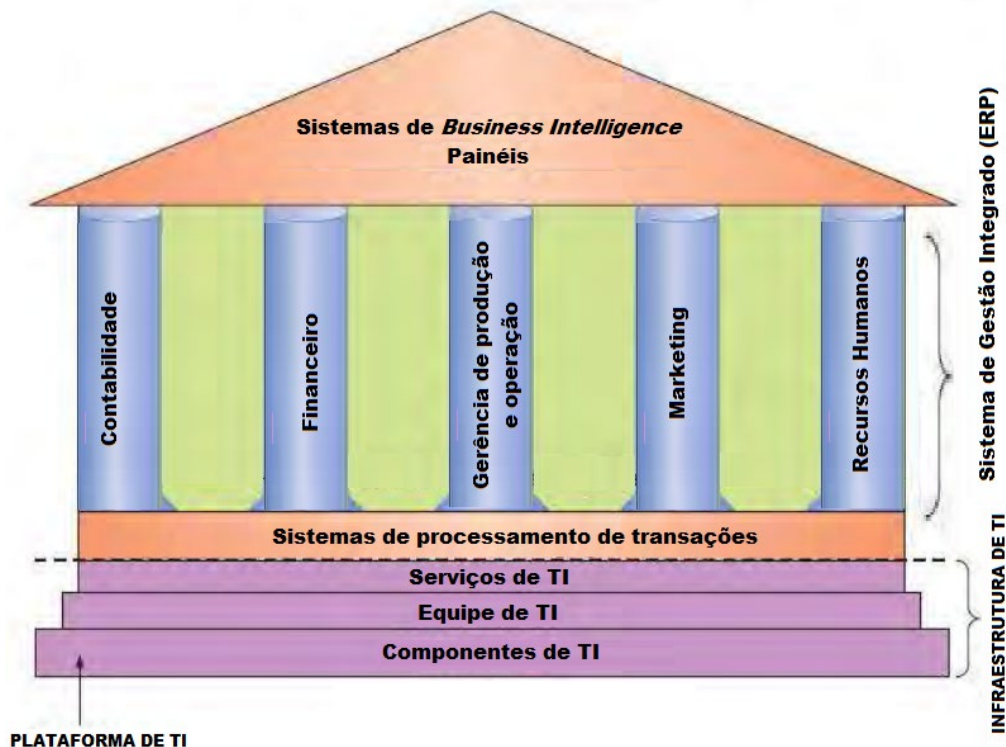 Sistemas de Business Intelligence
Painéis
Contabilidade
Financeiro
Gerência de produção
e operação
Marketing
Recursos Humanos
Sistema de Gestão Integrado (ERP)
Sistemas de processamento de transações
Serviços de TI
Equipe de TI
Componentes de TI
INFRAESTRUTURA DE TI
PLATAFORMA DE TI